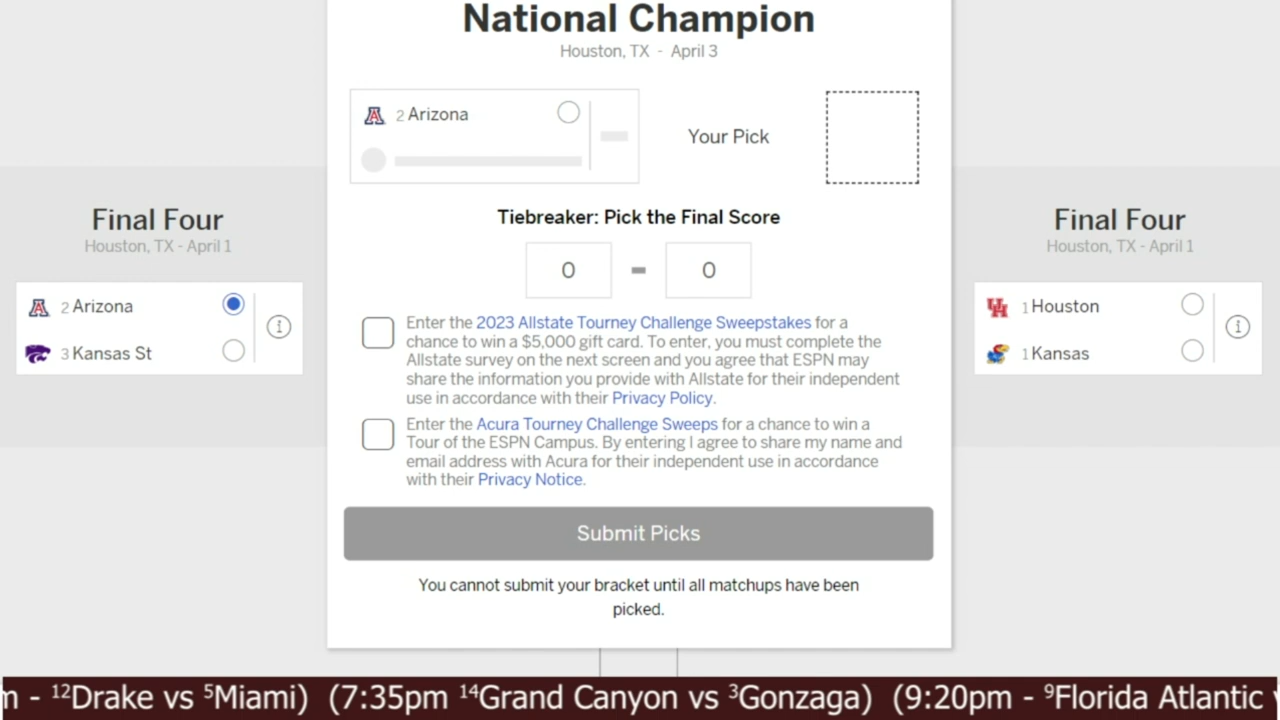 National Champion
Houston, TX - April 3
2 Arizona
Your Pick
Tiebreaker: Pick the Final Score
0 - 0
Final Four
Houston, TX - April 1
2 Arizona
3 Kansas St
Final Four
Houston, TX - April 1
1 Houston
1 Kansas
Enter the 2023 Allstate Tourney Challenge Sweepstakes for a
chance to win a $5,000 gift card. To enter, you must complete the
Allstate survey on the next screen and you agree that ESPN may
share the information you provide with Allstate for their independent
use in accordance with their Privacy Policy.
Enter the Acura Tourney Challenge Sweeps for a chance to win a
Tour of the ESPN Campus. By entering I agree to share my name and
email address with Acura for their independent use in accordance
with their Privacy Notice.
Submit Picks
You cannot submit your bracket until all matchups have been
picked.
m - 12Drake vs 5Miami) (7:35pm 14Grand Canyon vs 3Gonzaga) (9:20pm - 9Florida Atlantic v